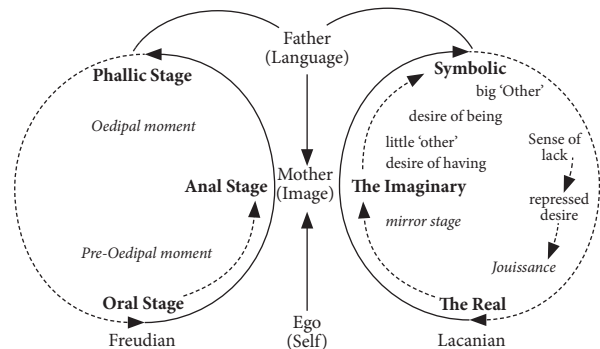 Father
(Language)
Phallic Stage
Symbolic
big ‘Other’
Oedipal moment
desire of being
little ‘other’
desire of having
Sense of
lack
Anal Stage
Mother
(Image)
The Imaginary
repressed
desire
mirror stage
Pre-Oedipal moment
Jouissance
Oral Stage
The Real
Ego
(Self)
Freudian
Lacanian